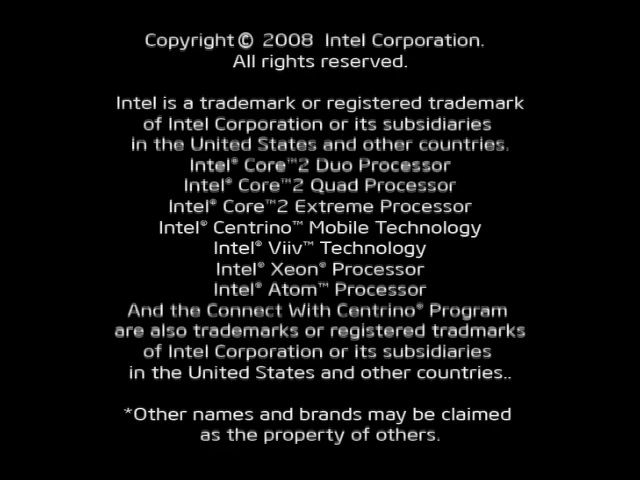 Copyright © 2008 Intel Corporation.
All rights reserved.
Intel is a trademark or registered trademark
of Intel Corporation or its subsidiaries
in the United States and other countries.
Intel® Core™2 Duo Processor
Intel® Core™2 Quad Processor
Intel® Core™2 Extreme Processor
Intel® Centrino™ Mobile Technology
Intel® Viiv™ Technology
Intel® Xeon® Processor
Intel® Atom™ Processor
And the Connect With Centrino® Program
are also trademarks or registered tradmarks
of Intel Corporation or its subsidiaries
in the United States and other countries..
*Other names and brands may be claimed
as the property of others.